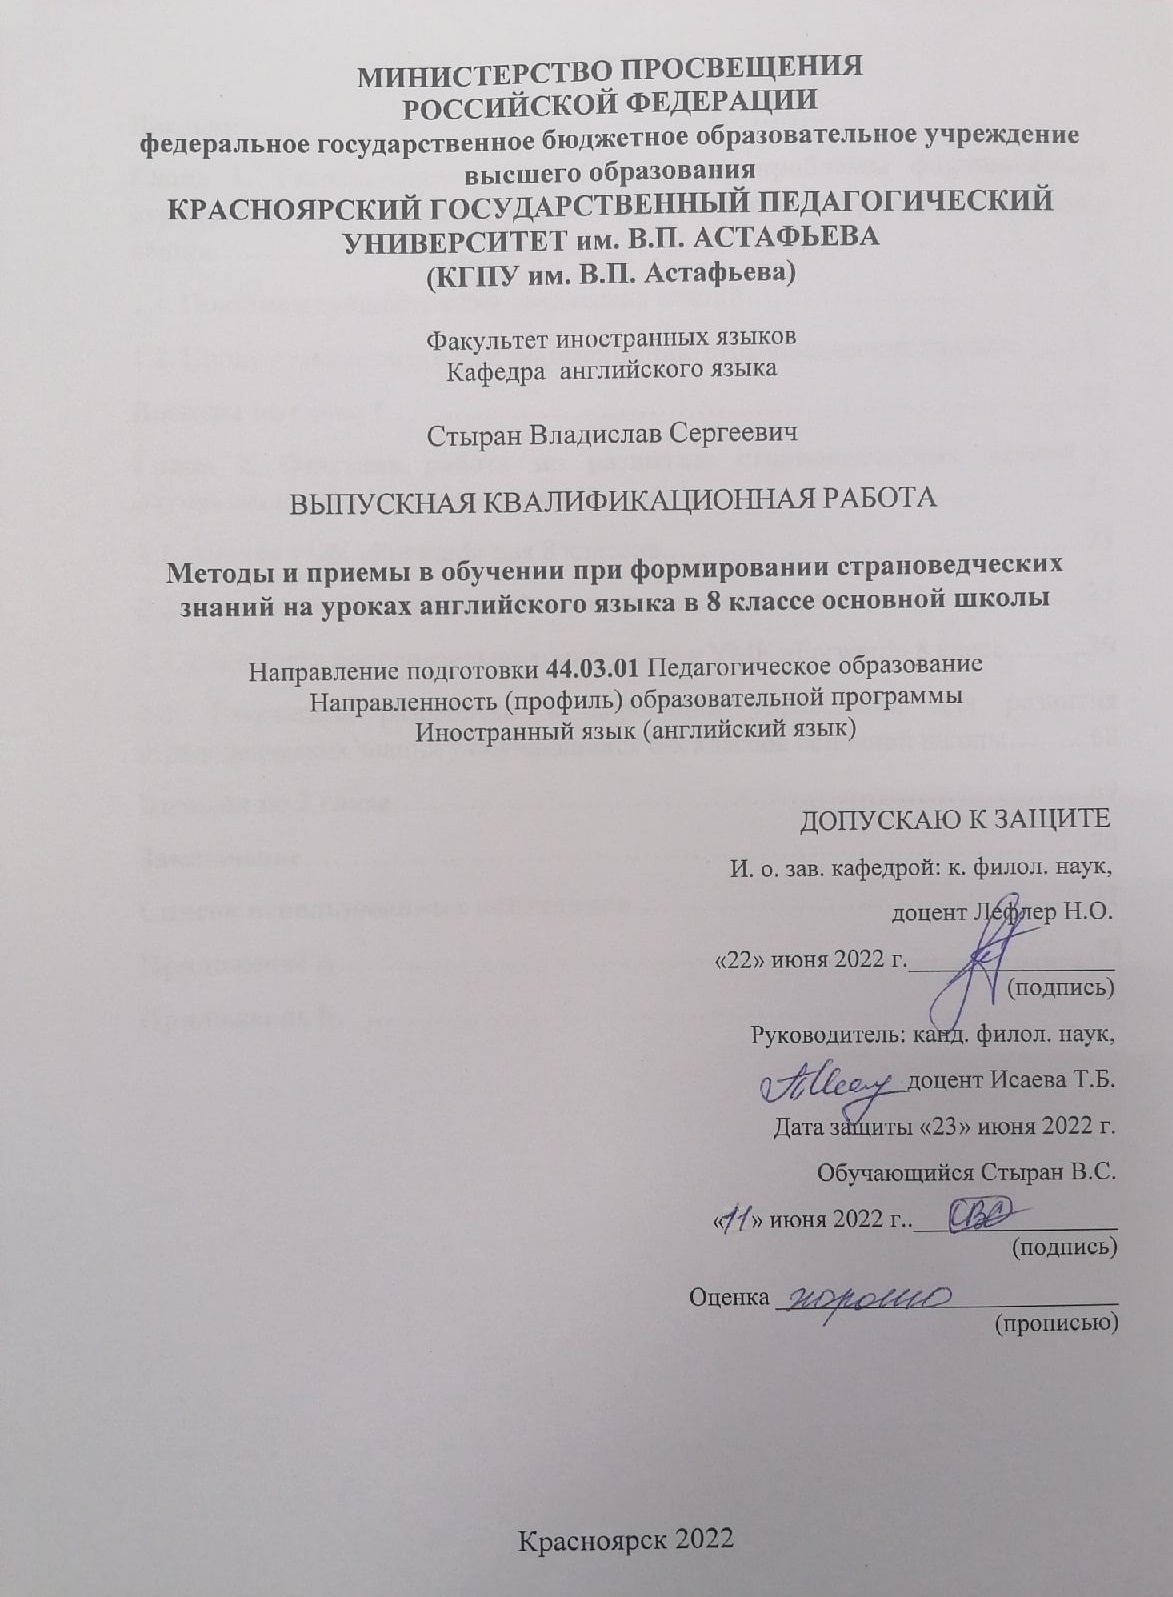 МИНИСТЕРСТВО ПРОСВЕЩЕНИЯ
РОССИЙСКОЙ ФЕДЕРАЦИИ
федеральное государственное бюджетное образовательное учреждение
высшего образования
КРАСНОЯРСКИЙ ГОСУДАРСТВЕННЫЙ ПЕДАГОГИЧЕСКИЙ
УНИВЕРСИТЕТ им. В.П. АСТАФЬЕВА
(КГПУ им. В.П. Астафьева)
Факультет иностранных языков
Кафедра английского языка
Стыран Владислав Сергеевич
ВЫПУСКНАЯ КВАЛИФИКАЦИОННАЯ РАБОТА
Методы и приемы в обучении при формировании страноведческих
знаний на уроках английского языка в 8 классе основной школы
Направление подготовки 44.03.01 Педагогическое образование
Направленность (профиль) образовательной программы
Иностранный язык (английский язык)
ДОПУСКАЮ К ЗАЩИТЕ
И. о. зав. кафедрой: к. филол. наук,
доцент Лефлер Н.О.
«22» июня 2022 г.________________
(подпись)
Руководитель: канд. филол. наук,
доцент Исаева Т.Б.
Дата защиты «23» июня 2022 г.
Обучающийся Стыран В.С.
«11» июня 2022 г..________________
(подпись)
Оценка хорошо
(прописью)
Красноярск 2022